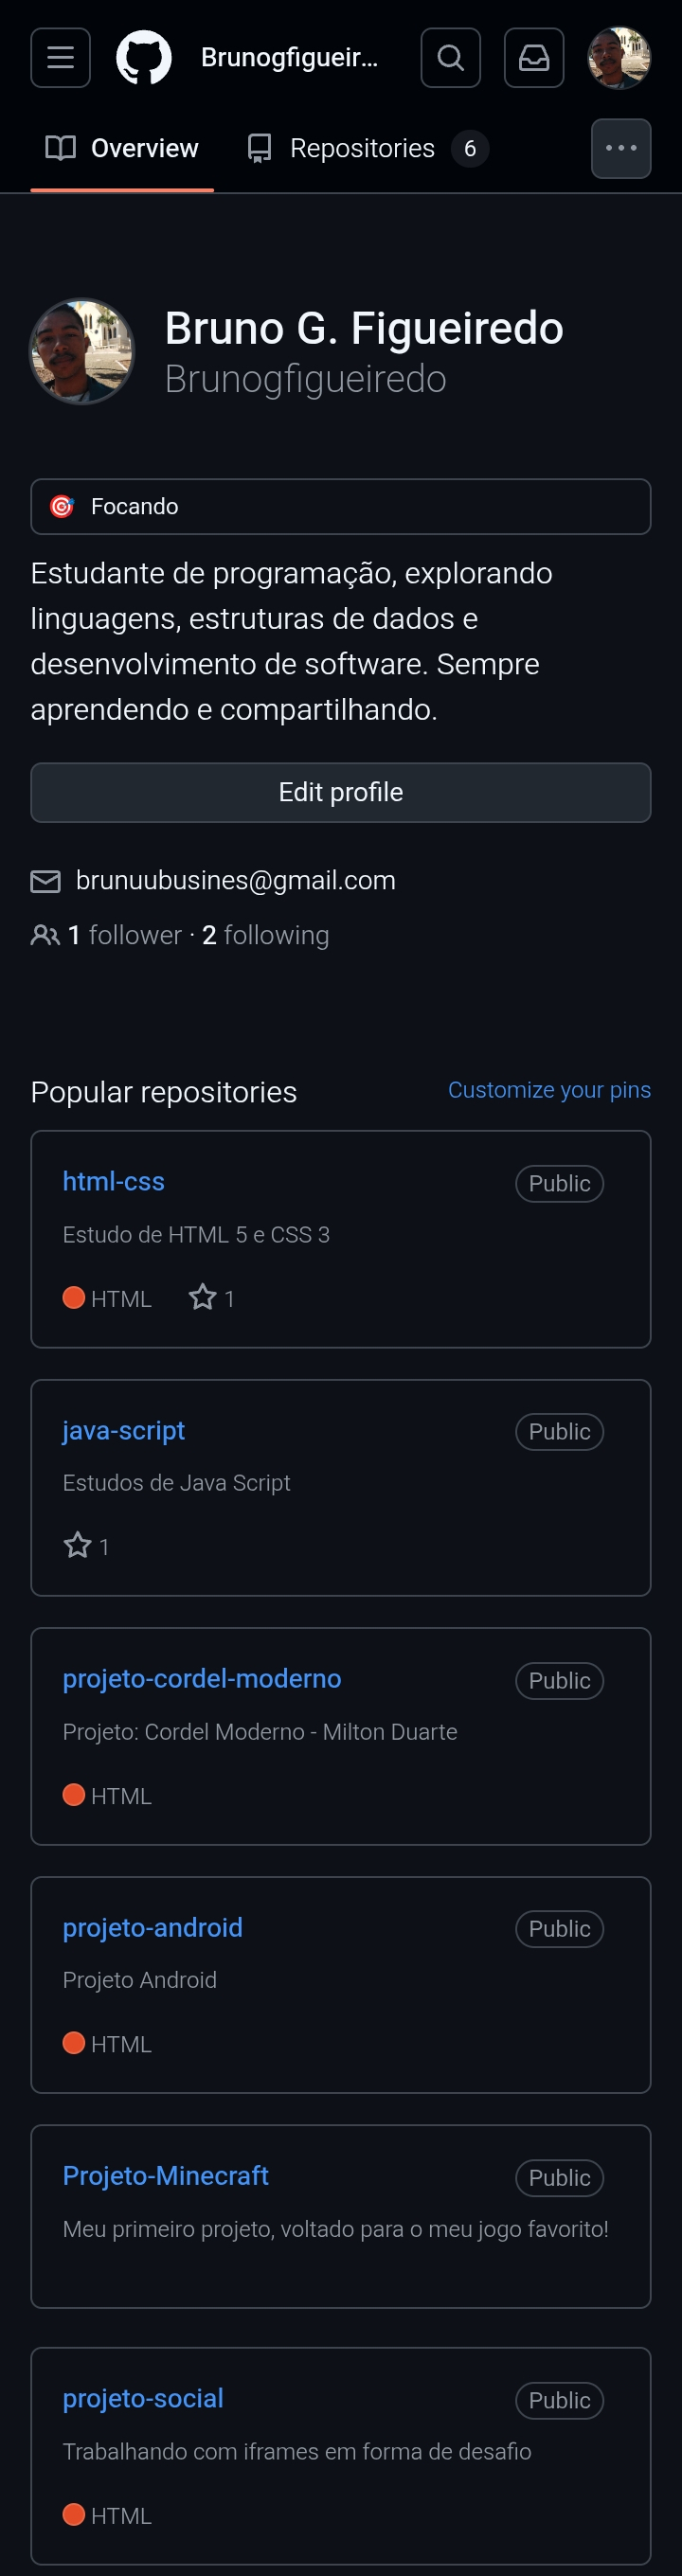 Brunogfigueir...
Overview
Repositories 6
Bruno G. Figueiredo
Brunogfigueiredo
Focando
Estudante de programação, explorando
linguagens, estruturas de dados e
desenvolvimento de software. Sempre
aprendendo e compartilhando.
Edit profile
brunuubusines@gmail.com
1 follower · 2 following
Popular repositories
Customize your pins
html-css
Public
Estudo de HTML 5 e CSS 3
HTML 1
java-script
Public
Estudos de Java Script
1
projeto-cordel-moderno
Public
Projeto: Cordel Moderno - Milton Duarte
HTML
projeto-android
Public
Projeto Android
HTML
Projeto-Minecraft
Public
Meu primeiro projeto, voltado para o meu jogo favorito!
projeto-social
Public
Trabalhando com iframes em forma de desafio
HTML